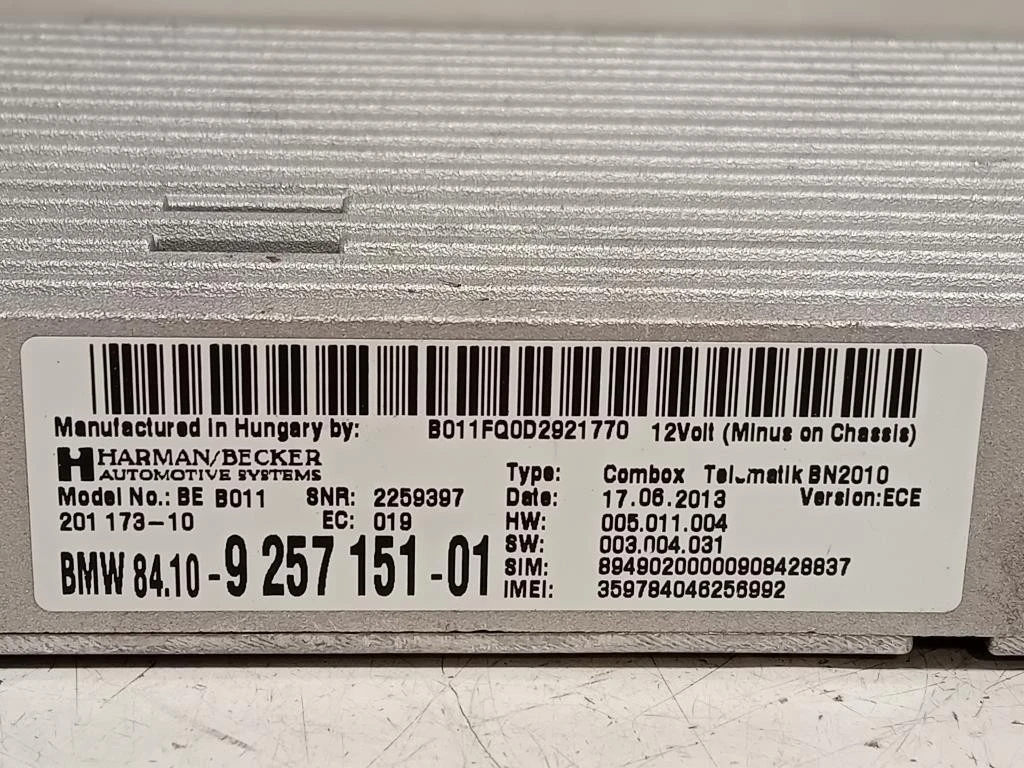 Manufactured in Hungary by: B011FQ0D2921770 12Volt (Minus on Chassis)
HARMAN/BECKER
AUTOMOTIVE SYSTEMS
Type: Combox Telematik BN2010
Model No.: BE B011 SNR: 2259397 Date: 17.06.2013 Version:ECE
201 173-10 EC: 019 HW: 005.011.004
SW: 003.004.031
BMW 84.10-9 257 151-01 SIM: 89490200000908428837
IMEI: 359784046256992